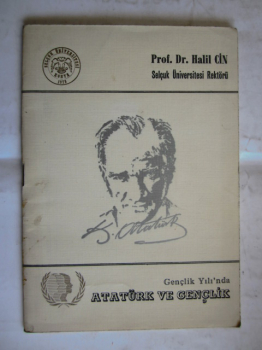 Prof. Dr. Halil CİN
Selçuk Üniversitesi Rektörü
K. Atatürk
Gençlik Yılı'nda
ATATÜRK VE GENÇLİK